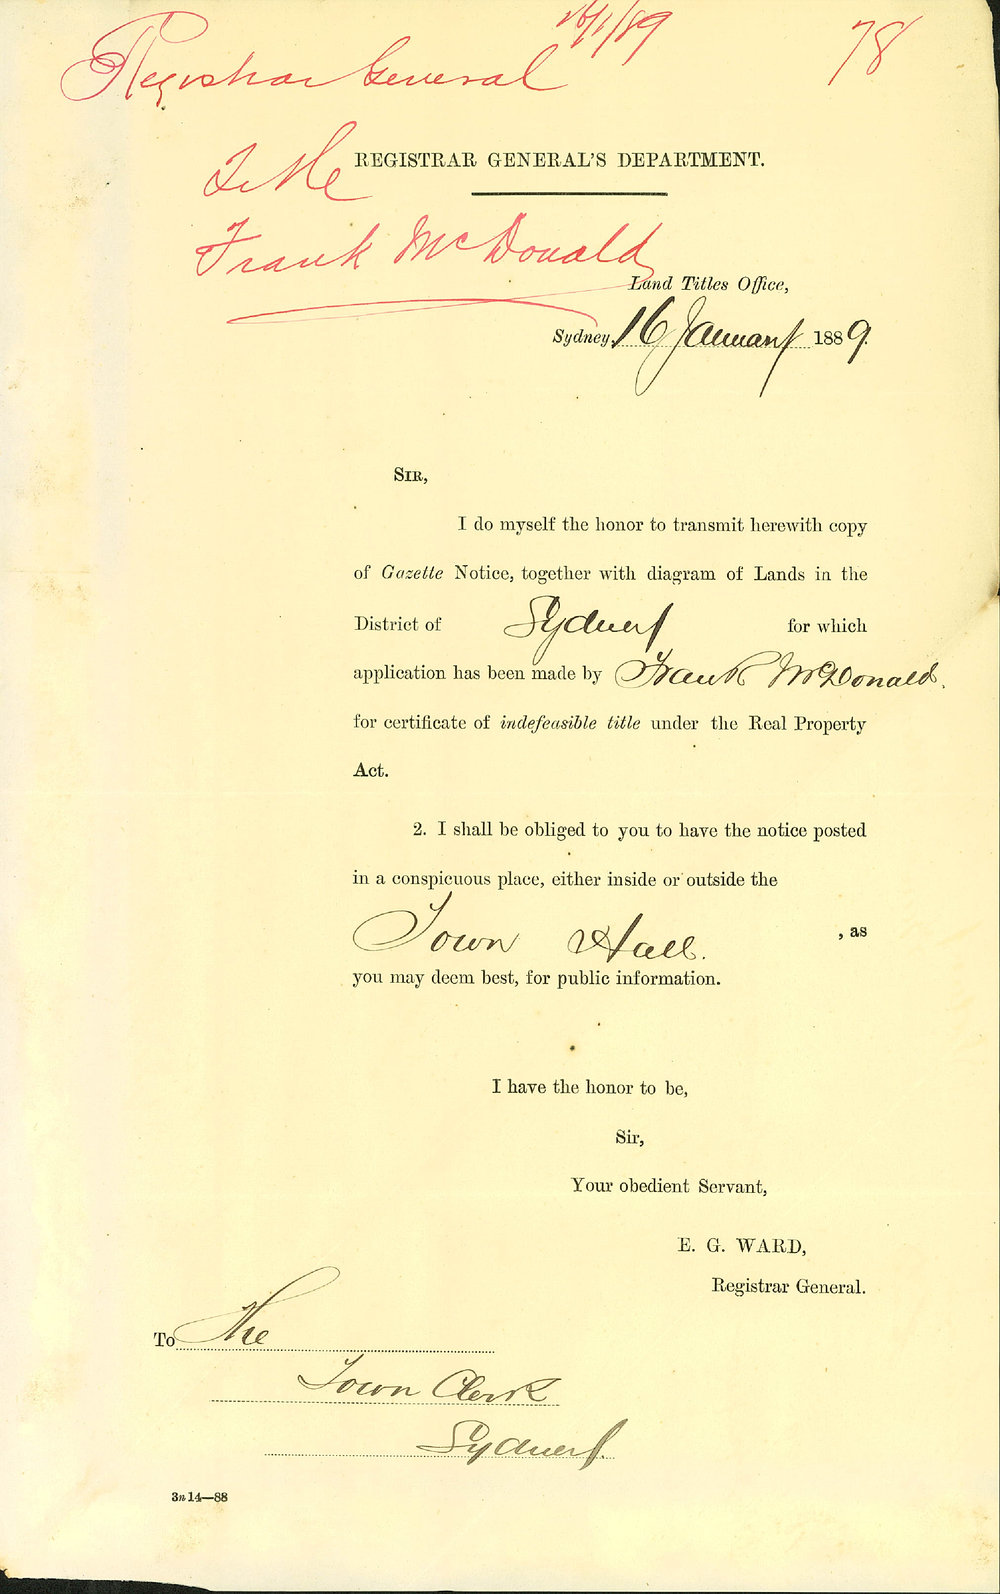 16/1/89
78
Registrar General
REGISTRAR GENERAL'S DEPARTMENT.
Title
Frank McDonald
Land Titles Office,
Sydney, 16 January 1889.
SIR,
I do myself the honor to transmit herewith copy
of Gazette Notice, together with diagram of Lands in the
District of Sydney for which
application has been made by Frank McDonald.
for certificate of indefeasible title under the Real Property
Act.
2. I shall be obliged to you to have the notice posted
in a conspicuous place, either inside or outside the
Town Hall. , as
you may deem best, for public information.
I have the honor to be,
Sir,
Your obedient Servant,
E. G. WARD,
Registrar General.
To The
Town Clerk
Sydney.
3n14—88